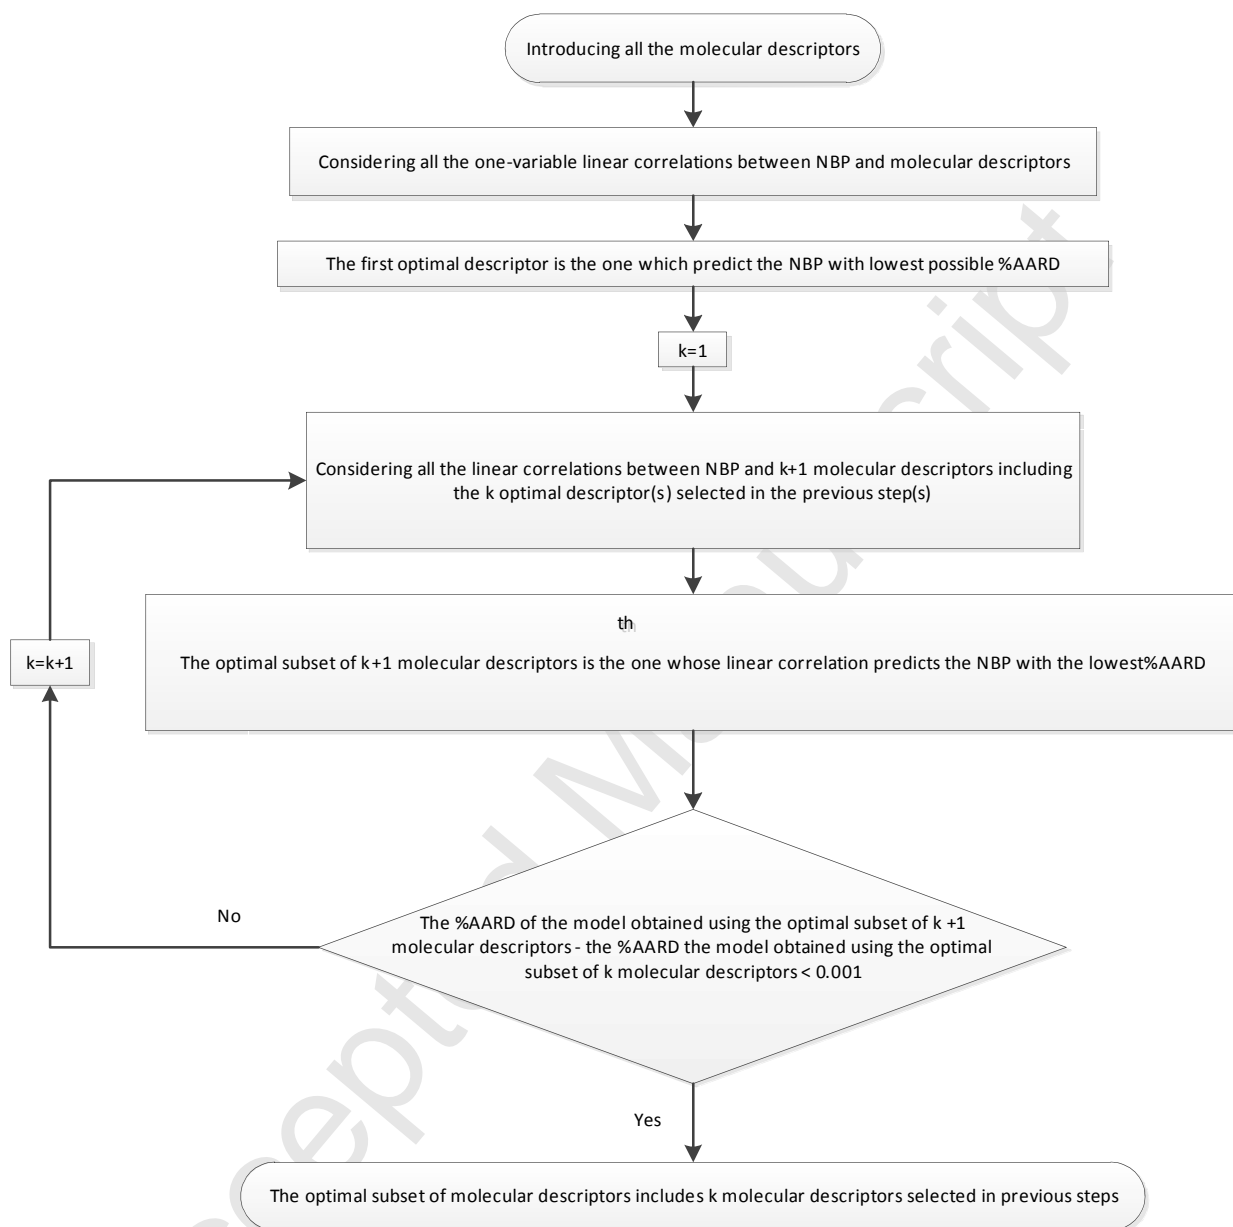 Introducing all the molecular descriptors
Considering all the one-variable linear correlations between NBP and molecular descriptors
The first optimal descriptor is the one which predict the NBP with lowest possible %AARD
k=1
Considering all the linear correlations between NBP and k+1 molecular descriptors including
the k optimal descriptor(s) selected in the previous step(s)
th
The optimal subset of k+1 molecular descriptors is the one whose linear correlation predicts the NBP with the lowest%AARD
k=k+1
No
The %AARD of the model obtained using the optimal subset of k +1
molecular descriptors - the %AARD the model obtained using the optimal
subset of k molecular descriptors < 0.001
Yes
The optimal subset of molecular descriptors includes k molecular descriptors selected in previous steps